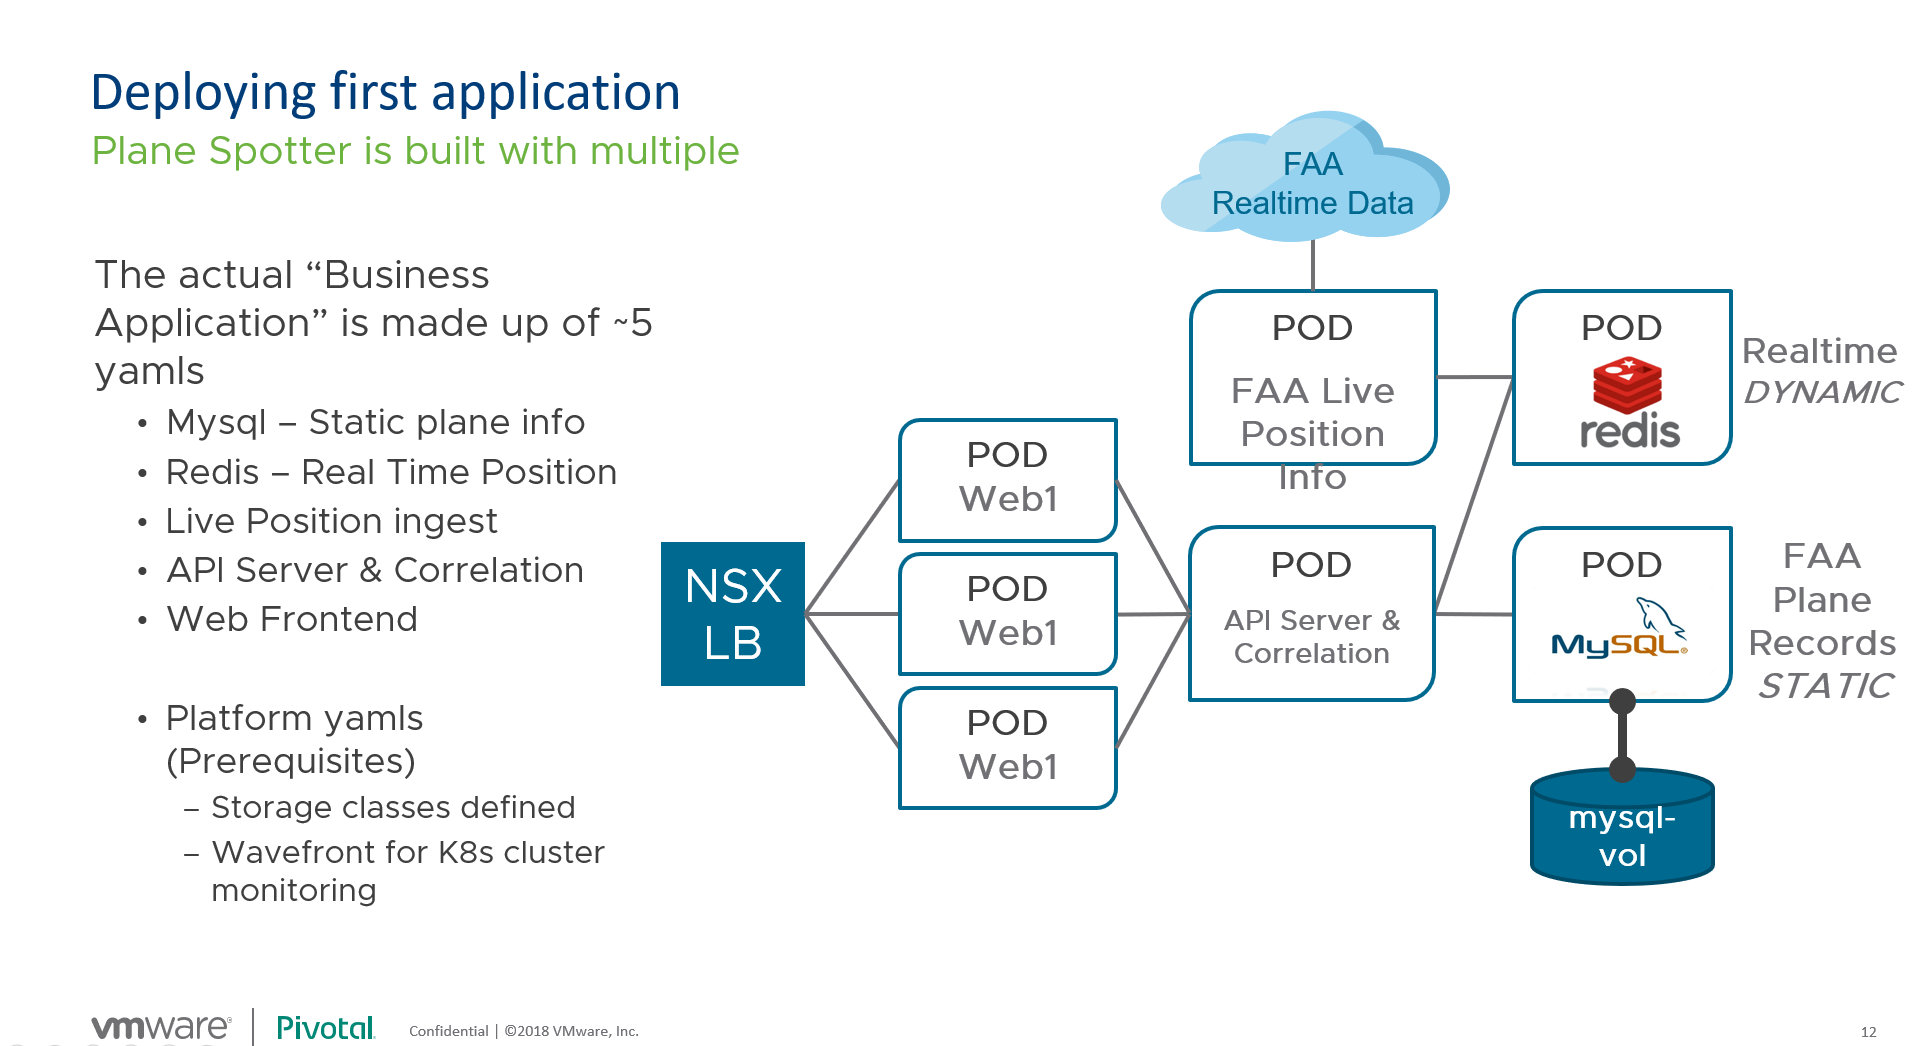 Deploying first application
Plane Spotter is built with multiple
The actual “Business
Application” is made up of ~5
yamls
• Mysql – Static plane info
• Redis – Real Time Position
• Live Position ingest
• API Server & Correlation
• Web Frontend
• Platform yamls
(Prerequisites)
– Storage classes defined
– Wavefront for K8s cluster
monitoring
NSX
LB
POD
Web1
POD
Web1
POD
Web1
FAA
Realtime Data
POD
FAA Live
Position
Info
POD
API Server &
Correlation
POD
redis
Realtime
DYNAMIC
POD
MySQL®
FAA
Plane
Records
STATIC
mysql-
vol
vmware®
Pivotal
Confidential | ©2018 VMware, Inc.
12